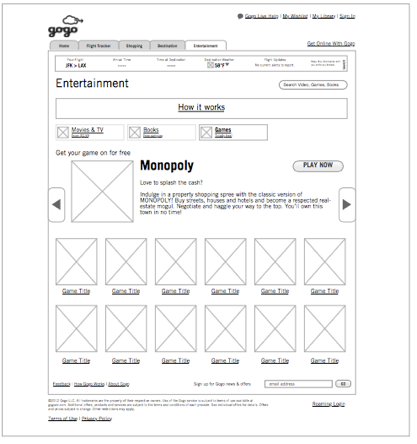 Gogo Live Help | My Wishlist | My Library | Sign In
gogo
Home Flight Tracker Shopping Destination Entertainment
Get Online With Gogo
Your Flight Arrival Time Time at Destination Destination Weather Flight Updates
JFK > LAX ----- ----- 58°F No current alerts to report.
Entertainment
Search Video, Games, Books
How it works
Movies & TV Books Games
Get your game on for free
Monopoly
PLAY NOW
Love to splash the cash?
Indulge in a property shopping spree with the classic version of
MONOPOLY! Buy streets, houses and hotels and become a respected real-
estate mogul. Negotiate and haggle your way to the top. You'll own this
town in no time!
Game Title Game Title Game Title Game Title Game Title Game Title
Game Title Game Title Game Title Game Title Game Title Game Title
Feedback | How Gogo Works | About Gogo
Sign up for Gogo news & offers
email address
GO
Roaming Login
Terms of Use | Privacy Policy